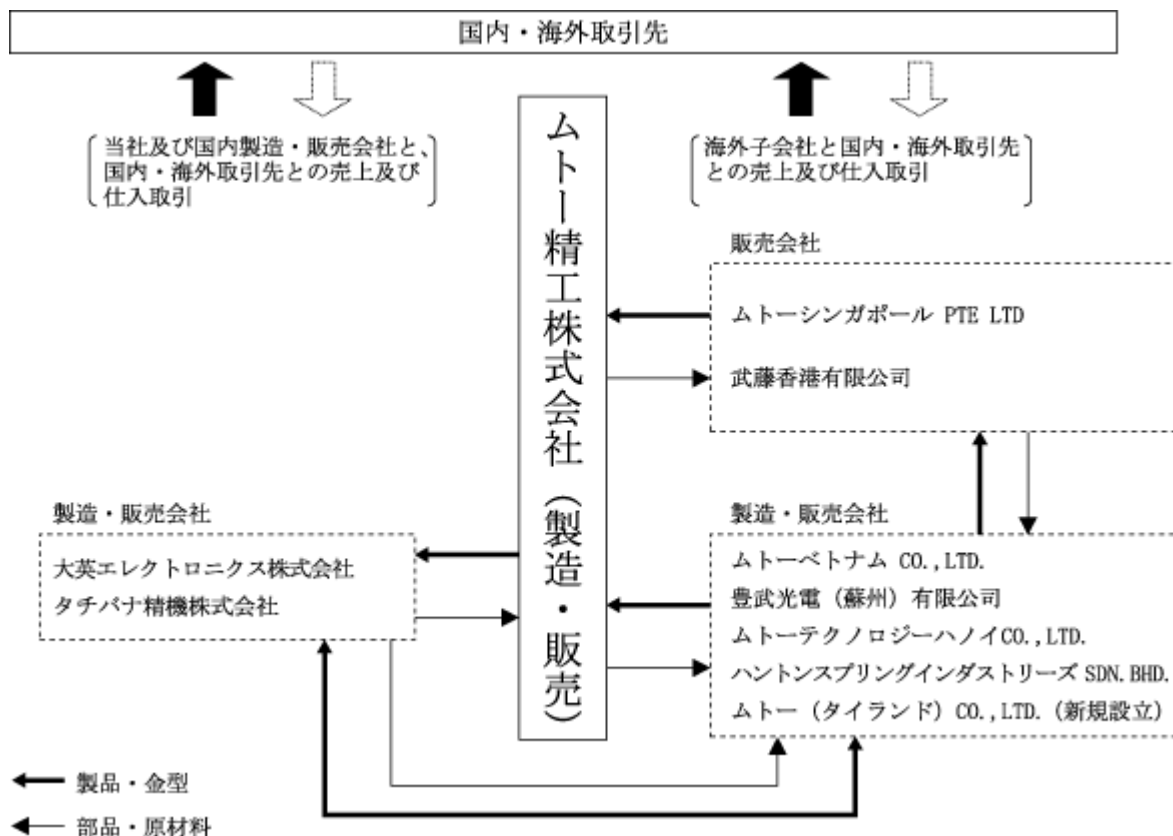 国内・海外取引先
当社及び国内製造・販売会社と、
国内・海外取引先との売上及び
仕入取引
ムトー精工株式会社（製造・販売）
海外子会社と国内・海外取引先
との売上及び仕入取引
販売会社
ムトーシンガポール PTE LTD
武藤香港有限公司
製造・販売会社
大英エレクトロニクス株式会社
タチバナ精機株式会社
製造・販売会社
ムトーベトナム CO.,LTD.
豊武光電（蘇州）有限公司
ムトーテクノロジーハノイCO.,LTD.
ハントンスプリングインダストリーズ SDN.BHD.
ムトー（タイランド）CO.,LTD.（新規設立）
製品・金型
部品・原材料